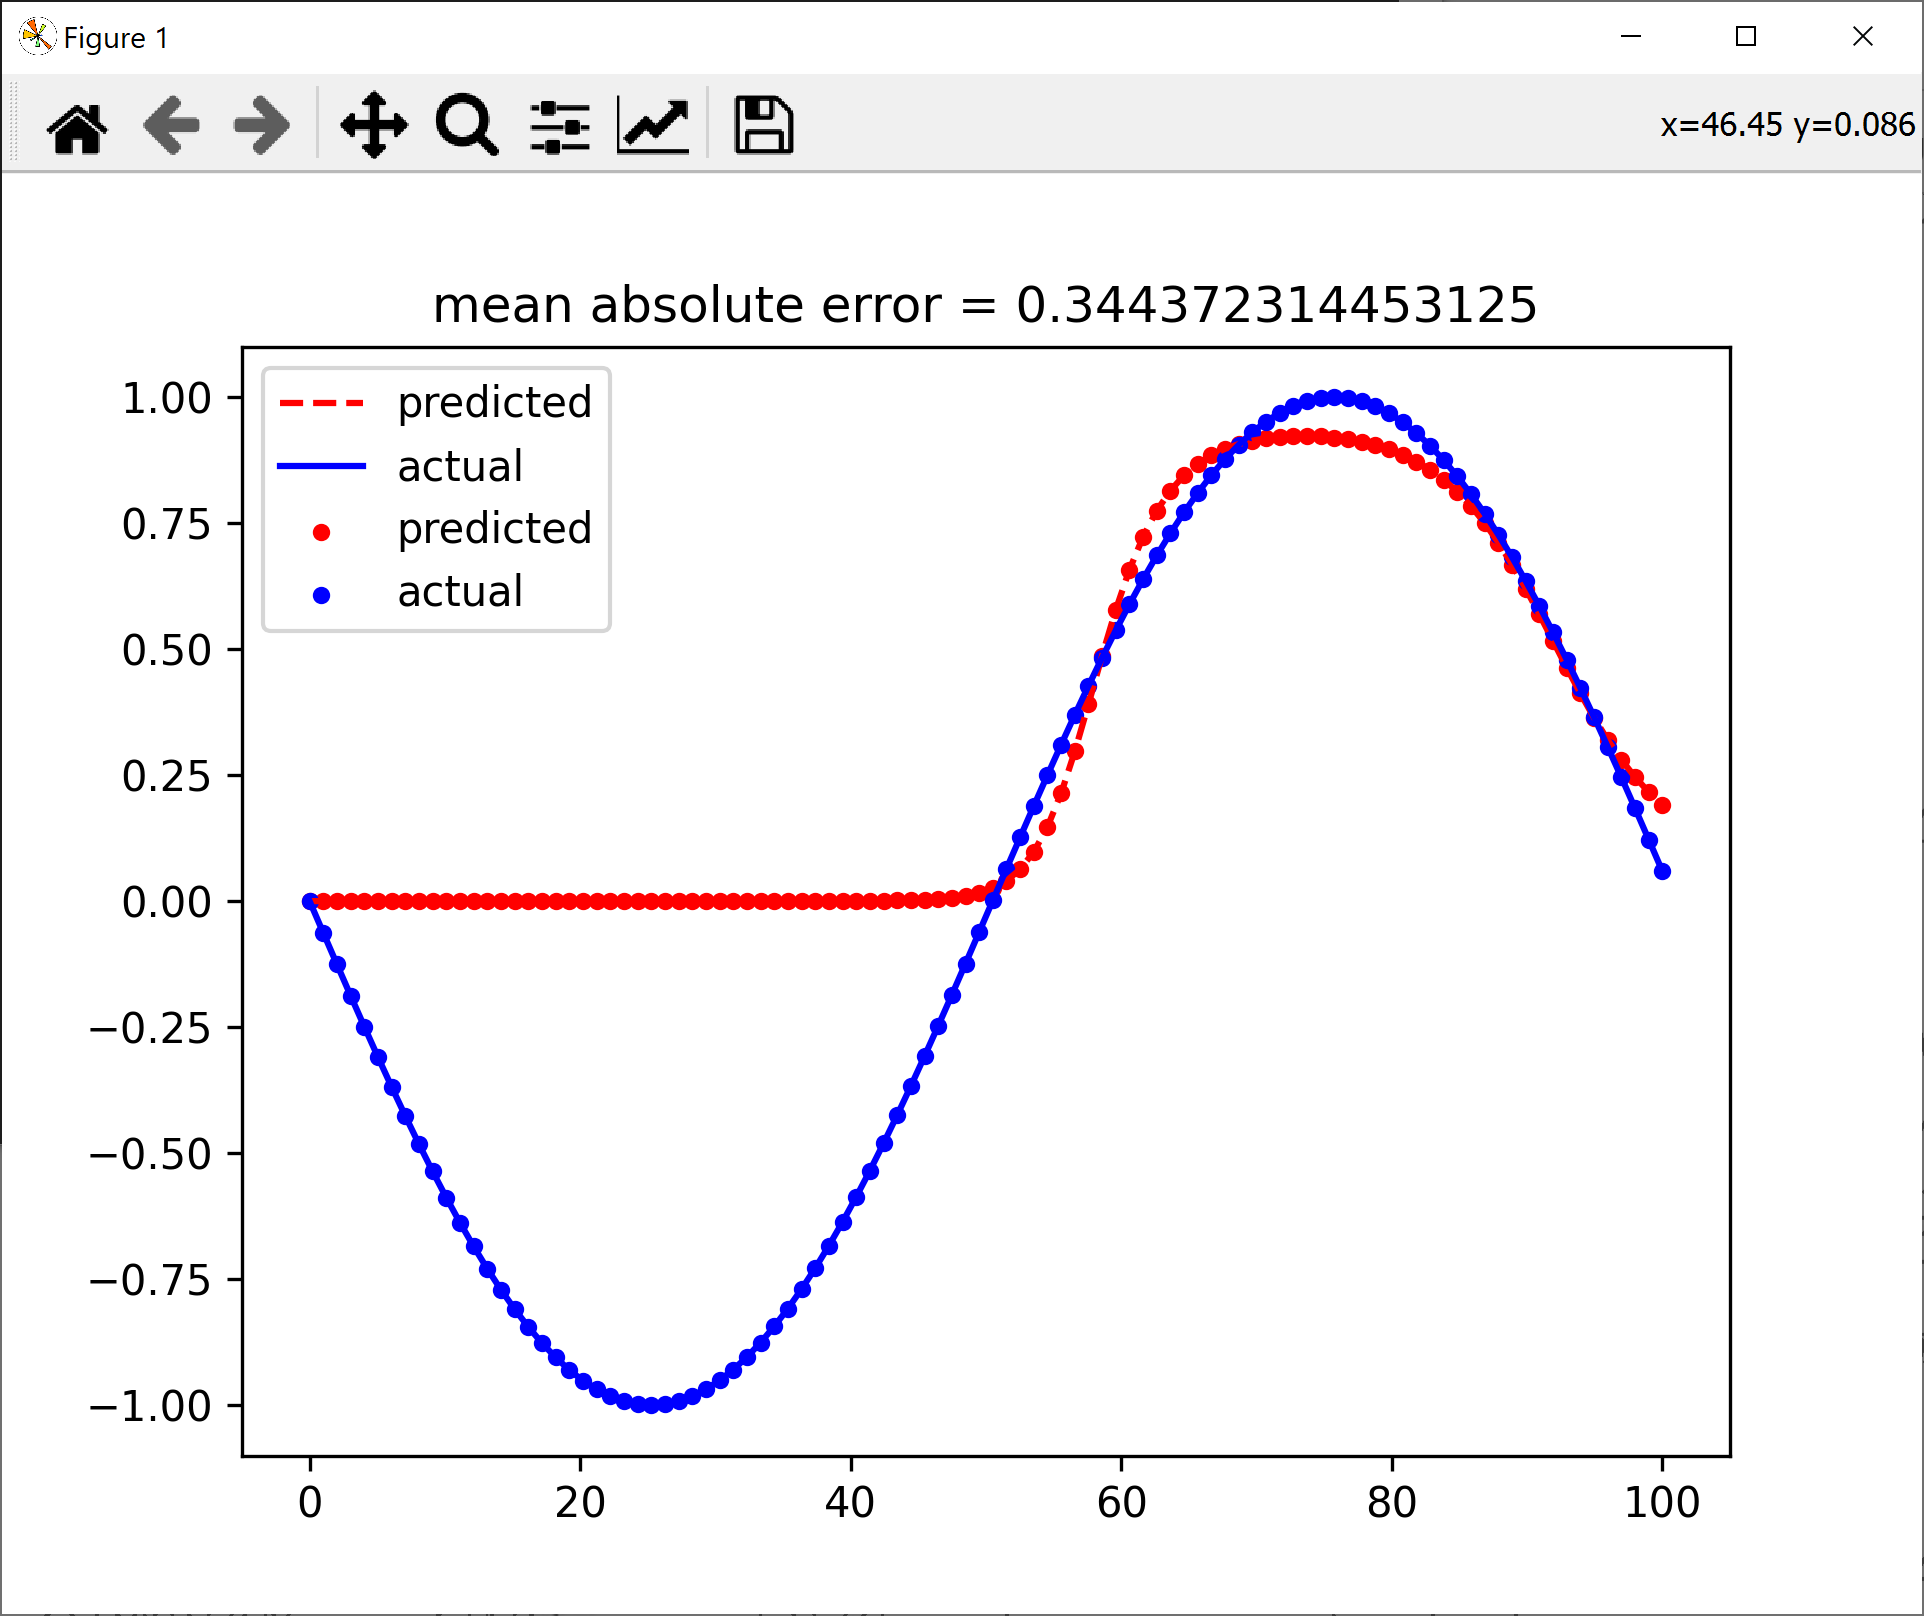 Figure 1
x=46.45 y=0.086
mean absolute error = 0.344372314453125
predicted
actual
predicted
actual
1.00
0.75
0.50
0.25
0.00
−0.25
−0.50
−0.75
−1.00
0 20 40 60 80 100